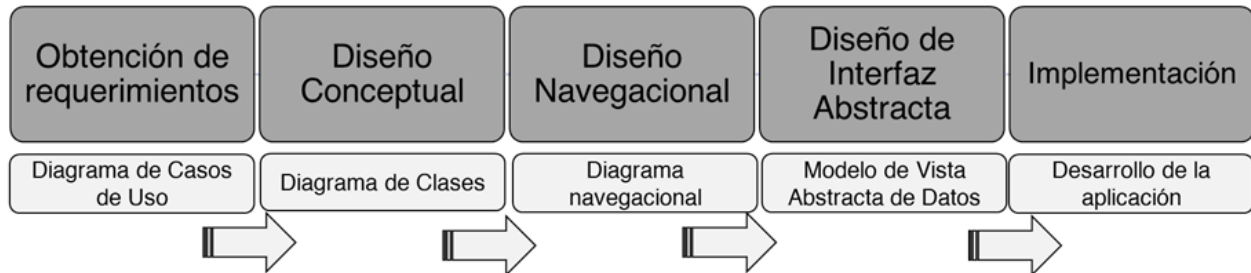 Obtención de
requerimientos
Diseño
Conceptual
Diseño
Navegacional
Diseño de
Interfaz
Abstracta
Implementación
Diagrama de Casos
de Uso
Diagrama de Clases
Diagrama
navegacional
Modelo de Vista
Abstracta de Datos
Desarrollo de la
aplicación